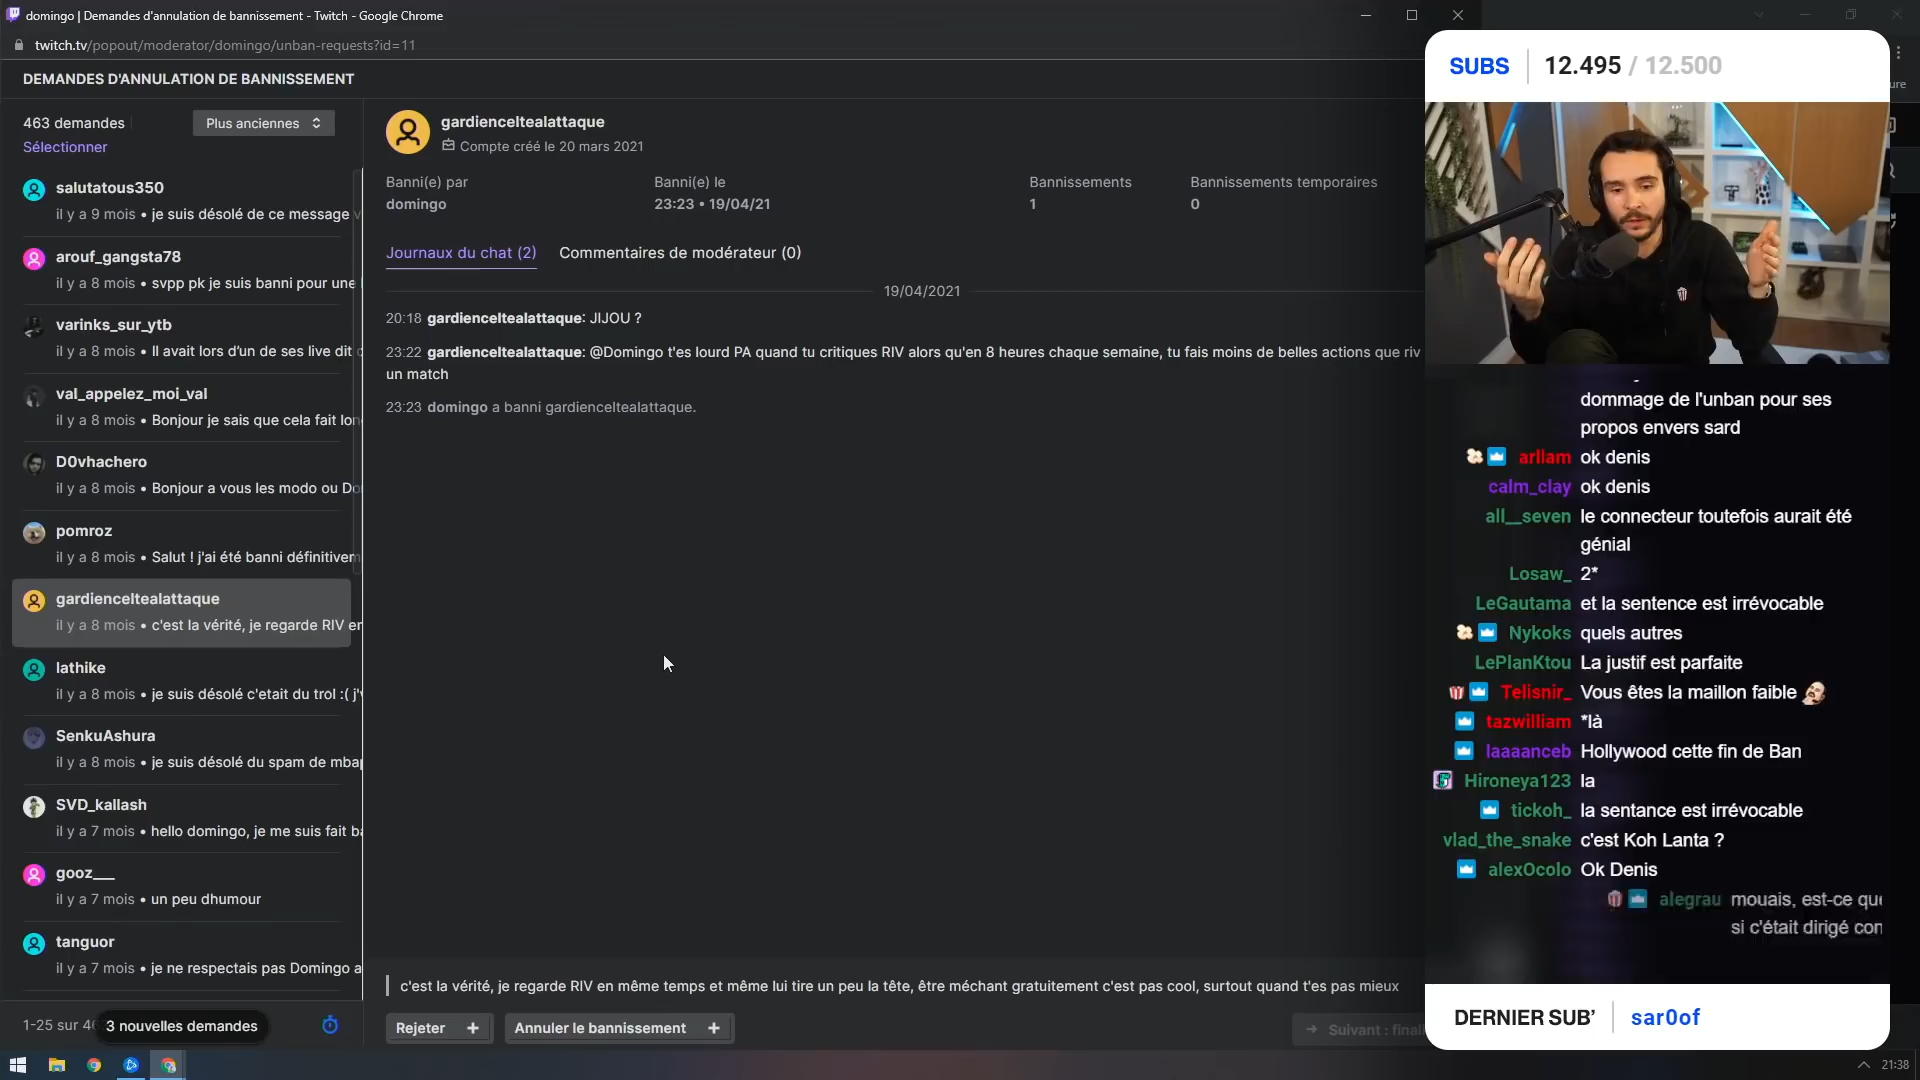 domingo | Demandes d'annulation de bannissement - Twitch - Google Chrome
twitch.tv/popout/moderator/domingo/unban-requests?id=11
DEMANDES D'ANNULATION DE BANNISSEMENT
463 demandes
Plus anciennes
Sélectionner
salutatous350
il y a 9 mois • je suis désolé de ce message
arouf_gangsta78
il y a 8 mois • svpp pk je suis banni pour une
varinks_sur_ytb
il y a 8 mois • Il avait lors d'un de ses live dit
val_appelez_moi_val
il y a 8 mois • Bonjour je sais que cela fait lon
D0vhachero
il y a 8 mois • Bonjour a vous les modo ou Do
pomroz
il y a 8 mois • Salut ! j'ai été banni définitivem
gardienceltealattaque
il y a 8 mois • c'est la vérité, je regarde RIV en
lathike
il y a 8 mois • je suis désolé c'etait du trol :( j'
SenkuAshura
il y a 8 mois • je suis désolé du spam de mba
SVD_kallash
il y a 7 mois • hello domingo, je me suis fait ba
gooz___
il y a 7 mois • un peu dhumour
tanguor
il y a 7 mois • je ne respectais pas Domingo a
1-25 sur 46
3 nouvelles demandes
gardienceltealattaque
Compte créé le 20 mars 2021
Banni(e) par
domingo
Banni(e) le
23:23 • 19/04/21
Bannissements
1
Bannissements temporaires
0
Journaux du chat (2)
Commentaires de modérateur (0)
19/04/2021
20:18 gardienceltealattaque: JIJOU ?
23:22 gardienceltealattaque: @Domingo t'es lourd PA quand tu critiques RIV alors qu'en 8 heures chaque semaine, tu fais moins de belles actions que riv
un match
23:23 domingo a banni gardienceltealattaque.
c'est la vérité, je regarde RIV en même temps et même lui tire un peu la tête, être méchant gratuitement c'est pas cool, surtout quand t'es pas mieux
Rejeter +
Annuler le bannissement +
Suivant : final
SUBS 12.495 / 12.500
ure
dommage de l'unban pour ses
propos envers sard
arllam ok denis
calm_clay ok denis
all__seven le connecteur toutefois aurait été
génial
Losaw_ 2*
LeGautama et la sentence est irrévocable
Nykoks quels autres
LePlanKtou La justif est parfaite
Telisnir_ Vous êtes la maillon faible
tazwilliam *là
laaaanceb Hollywood cette fin de Ban
Hironeya123 la
tickoh_ la sentance est irrévocable
vlad_the_snake c'est Koh Lanta ?
alexOcolo Ok Denis
alegrau mouais, est-ce que
si c'était dirigé con
DERNIER SUB' sar0of
21:38